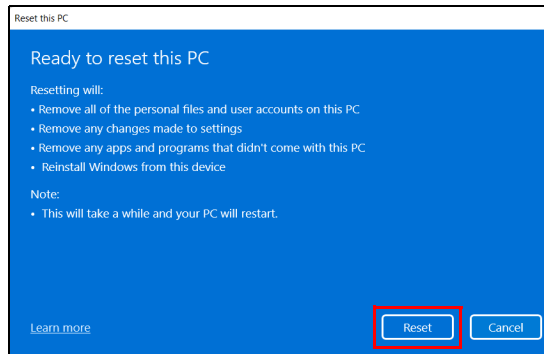 Reset this PC
Ready to reset this PC
Resetting will:
• Remove all of the personal files and user accounts on this PC
• Remove any changes made to settings
• Remove any apps and programs that didn't come with this PC
• Reinstall Windows from this device
Note:
• This will take a while and your PC will restart.
Learn more
Reset
Cancel